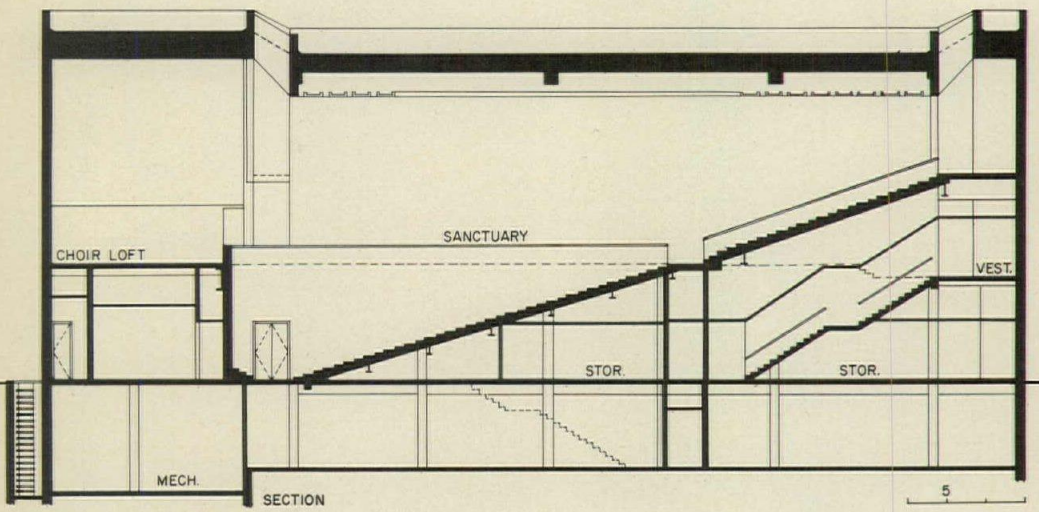 SANCTUARY
CHOIR LOFT
VEST.
STOR.
STOR.
MECH.
5
SECTION